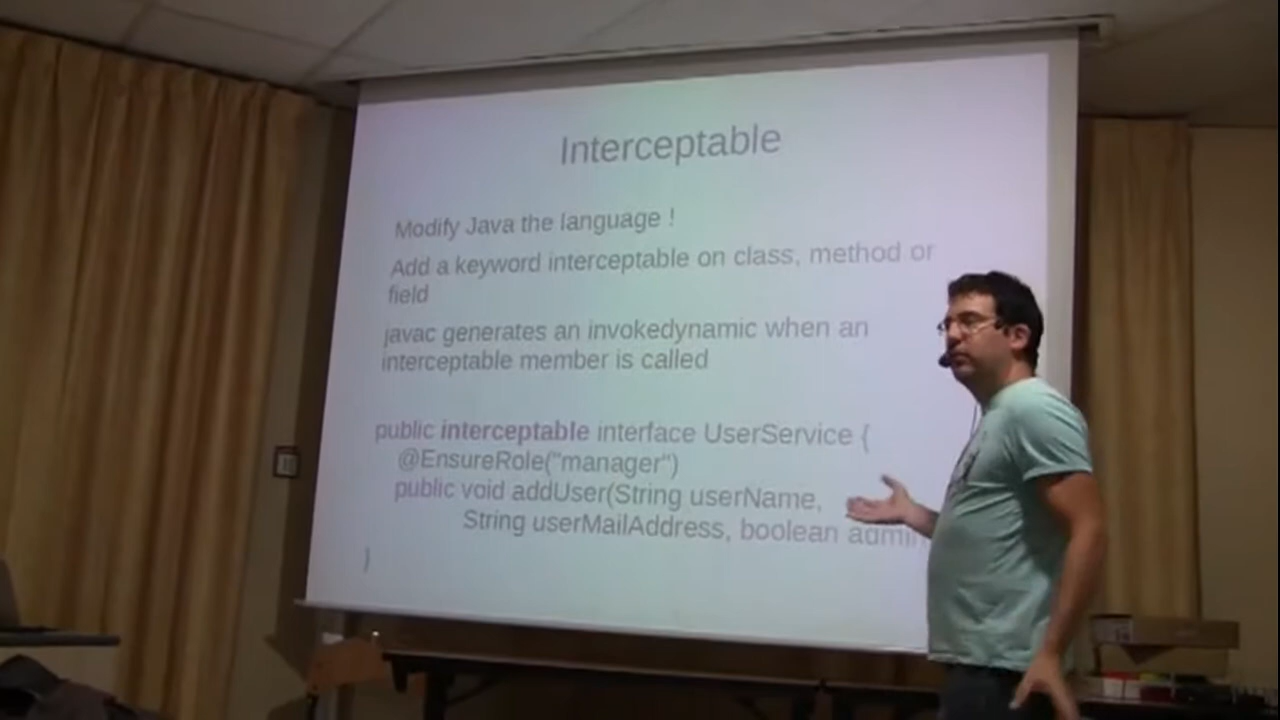 Interceptable
Modify Java the language !
Add a keyword interceptable on class, method or
field
javac generates an invokedynamic when an
interceptable member is called
public interceptable interface UserService {
@EnsureRole("manager")
public void addUser(String userName,
String userMailAddress, boolean admin
}